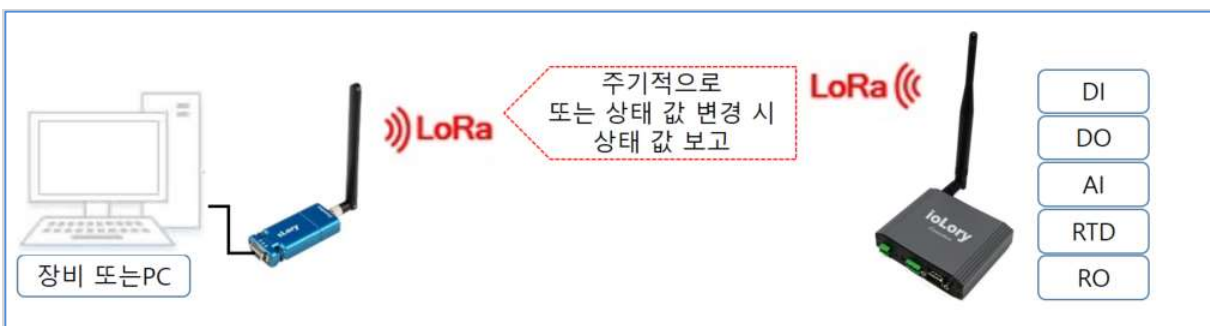 주기적으로
또는 상태 값 변경 시
상태 값 보고
LoRa
LoRa
장비 또는PC
iLory
ioLory
DI
DO
AI
RTD
RO